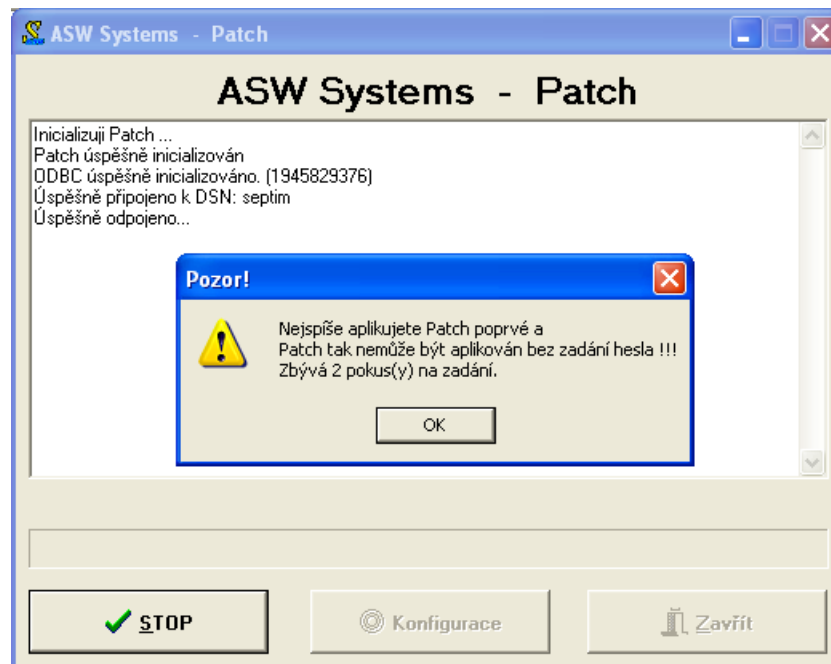 ASW Systems - Patch
ASW Systems - Patch
Inicializuji Patch ...
Patch úspěšně inicializován
ODBC úspěšně inicializováno. (1945829376)
Úspěšně připojeno k DSN: septim
Úspěšně odpojeno...
Pozor!
Nejspíše aplikujete Patch poprvé a
Patch tak nemůže být aplikován bez zadání hesla !!!
Zbývá 2 pokus(y) na zadání.
OK
STOP
Konfigurace
Zavřít